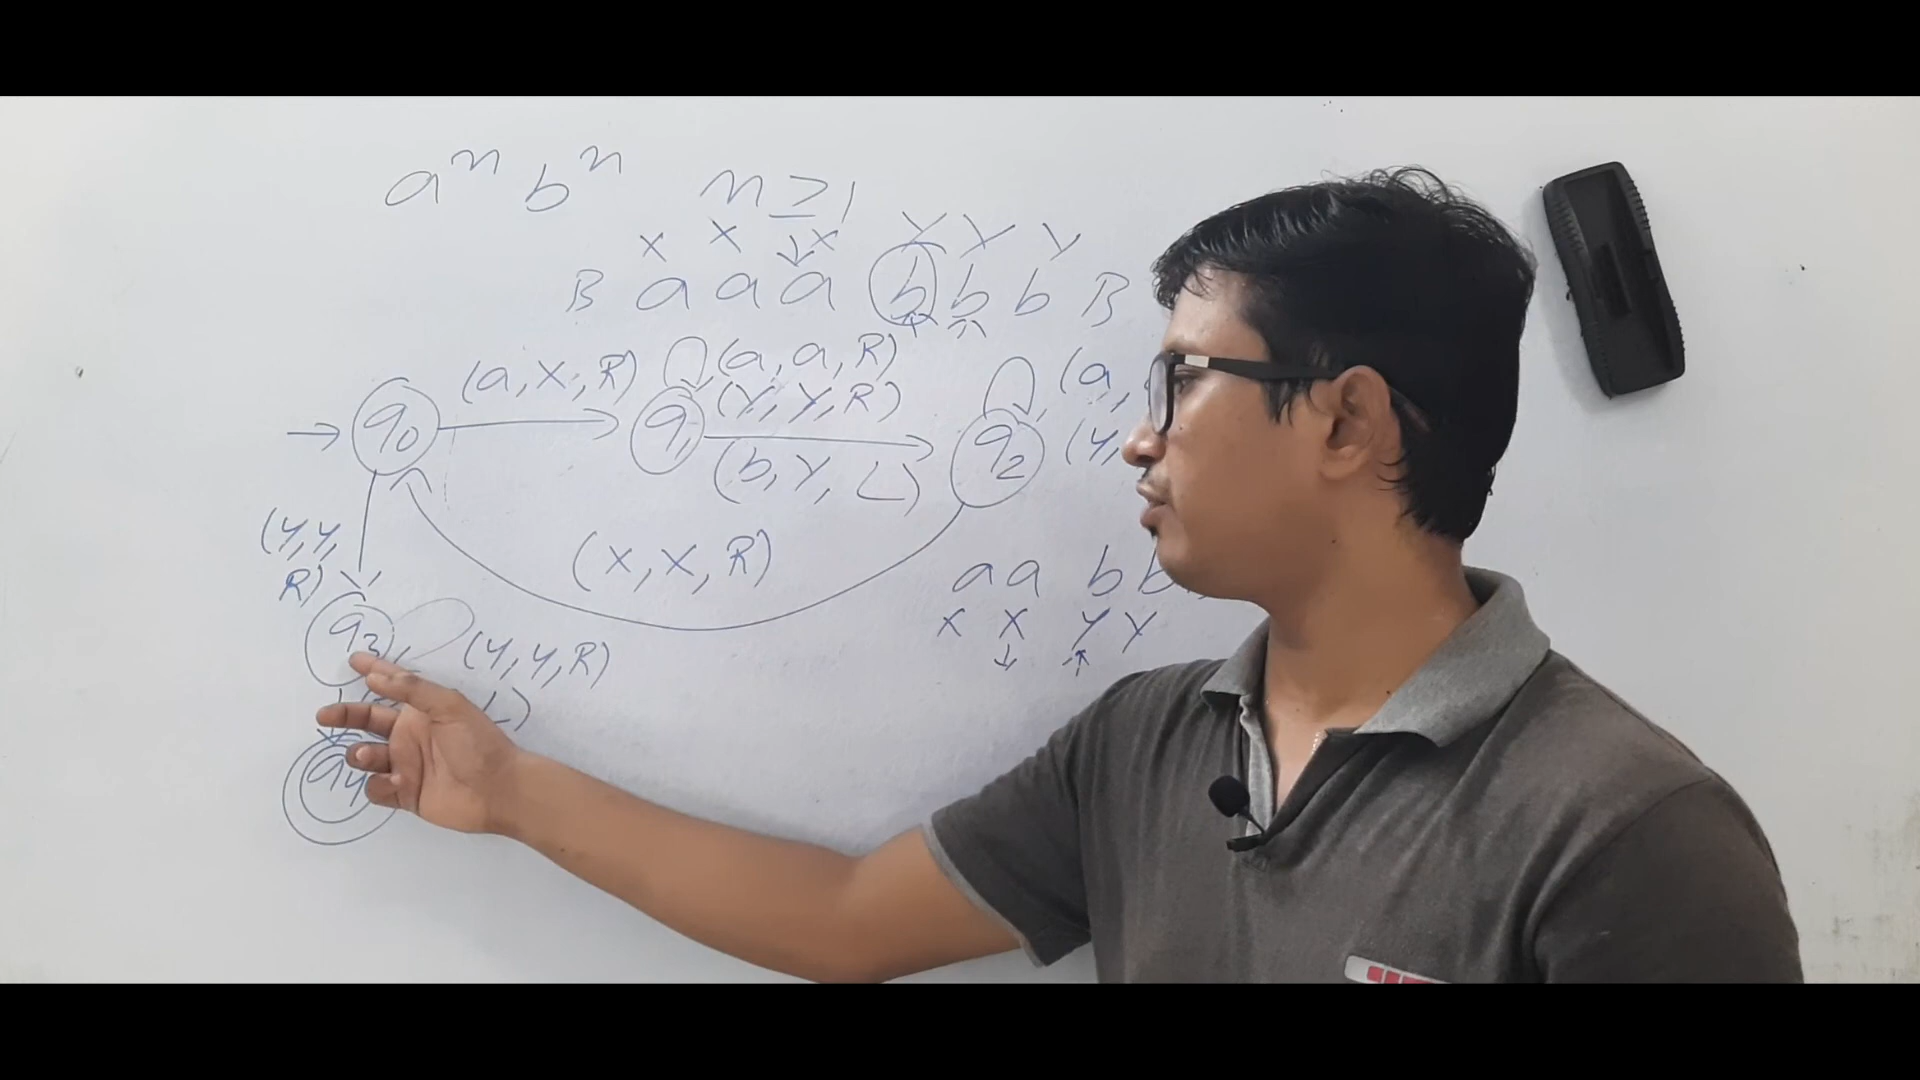 aⁿ bⁿ n ≥ 1
X X X Y Y Y
B a a a b b b B
(a, a, R)
(a, X, R) (Y, Y, R) (a,
q0 q1 q2 (y,
(b, Y, L)
(y, y, R)
(X, X, R)
a a b b
X X Y Y
q3 (y, y, R)
L)
q4